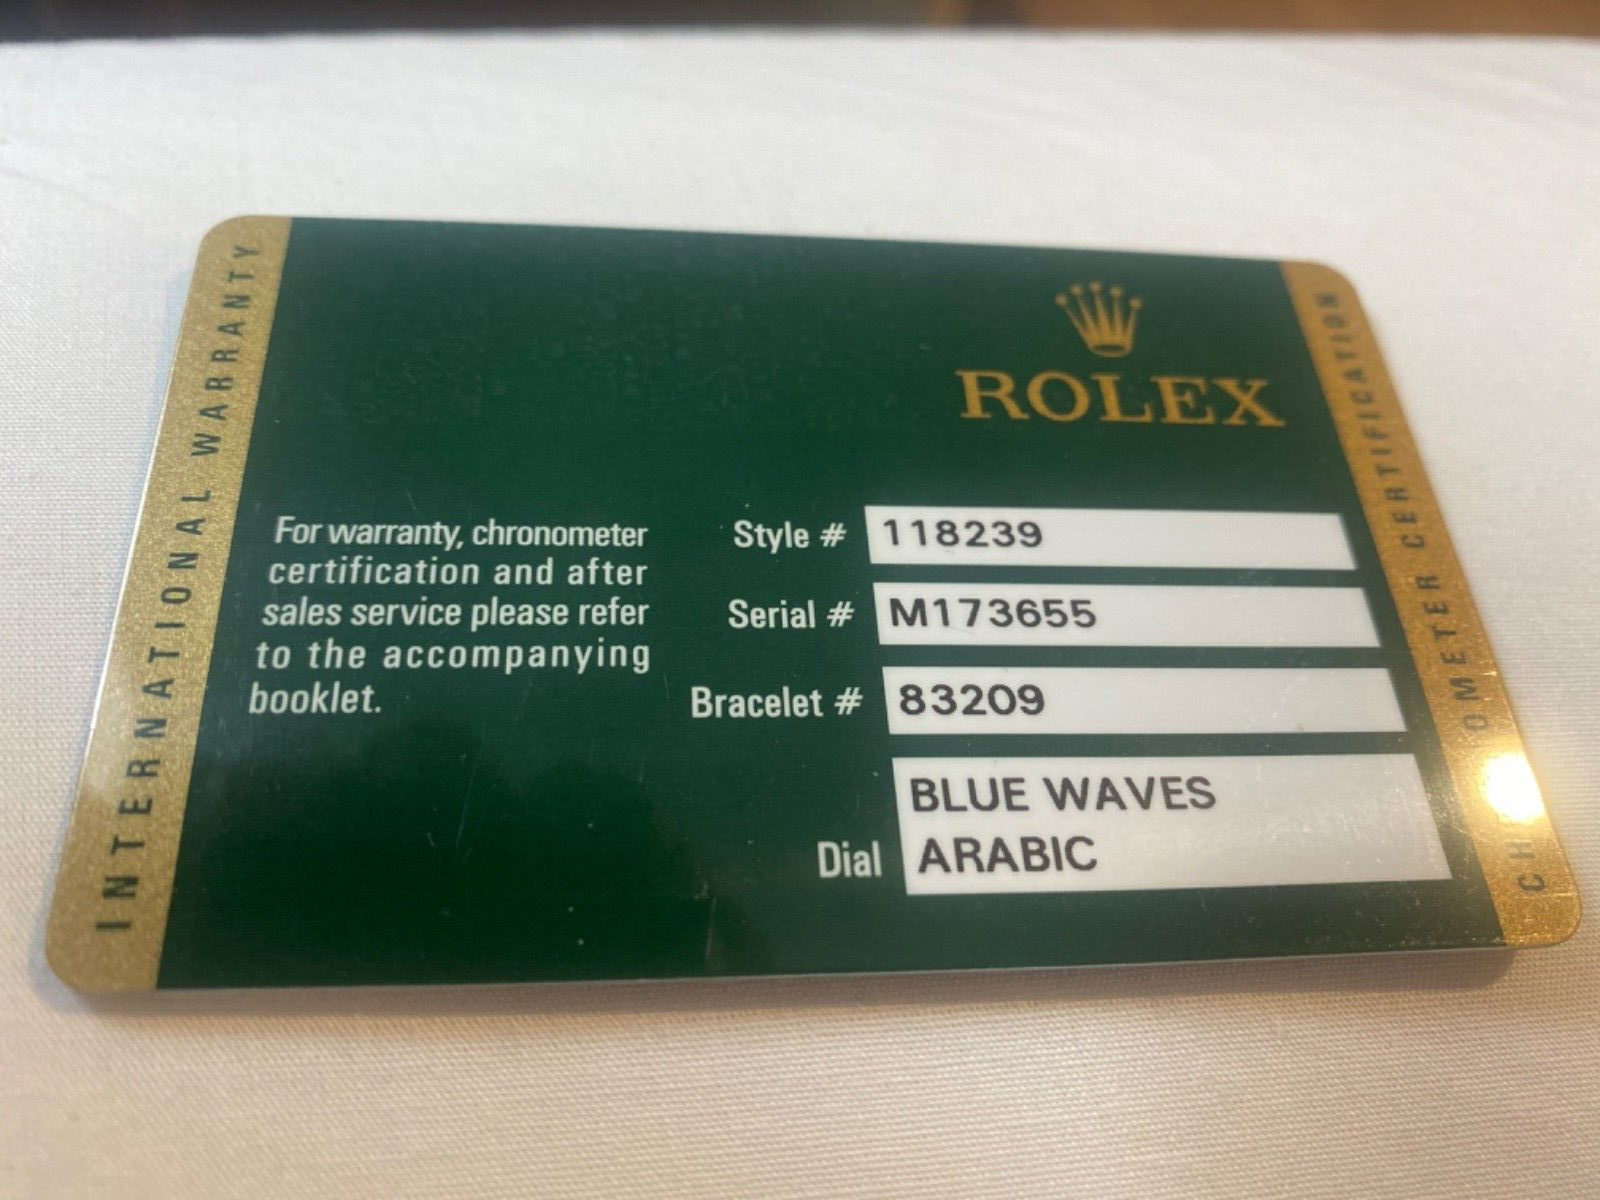 INTERNATIONAL WARRANTY
ROLEX
For warranty, chronometer
certification and after
sales service please refer
to the accompanying
booklet.
Style # 118239
Serial # M173655
Bracelet # 83209
Dial BLUE WAVES
ARABIC
CERTIFICATION